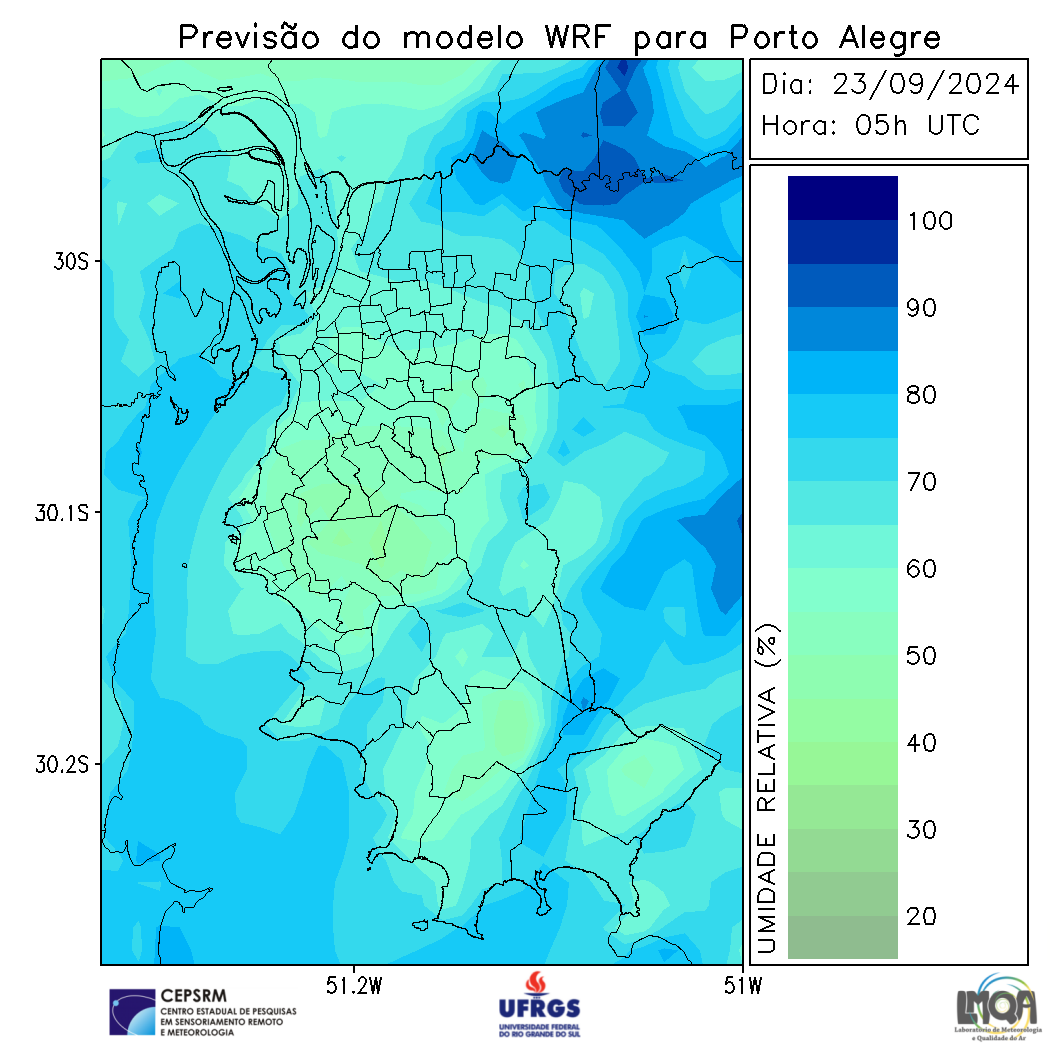 Previsão do modelo WRF para Porto Alegre
Dia: 23/09/2024
Hora: 05h UTC
30S
30.1S
30.2S
51.2W
51W
UMIDADE RELATIVA (%)
100
90
80
70
60
50
40
30
20
CEPSRM
CENTRO ESTADUAL DE PESQUISAS
EM SENSORIAMENTO REMOTO
E METEOROLOGIA
UFRGS
UNIVERSIDADE FEDERAL
DO RIO GRANDE DO SUL
LMQA
Laboratório de Meteorologia
e Qualidade do Ar